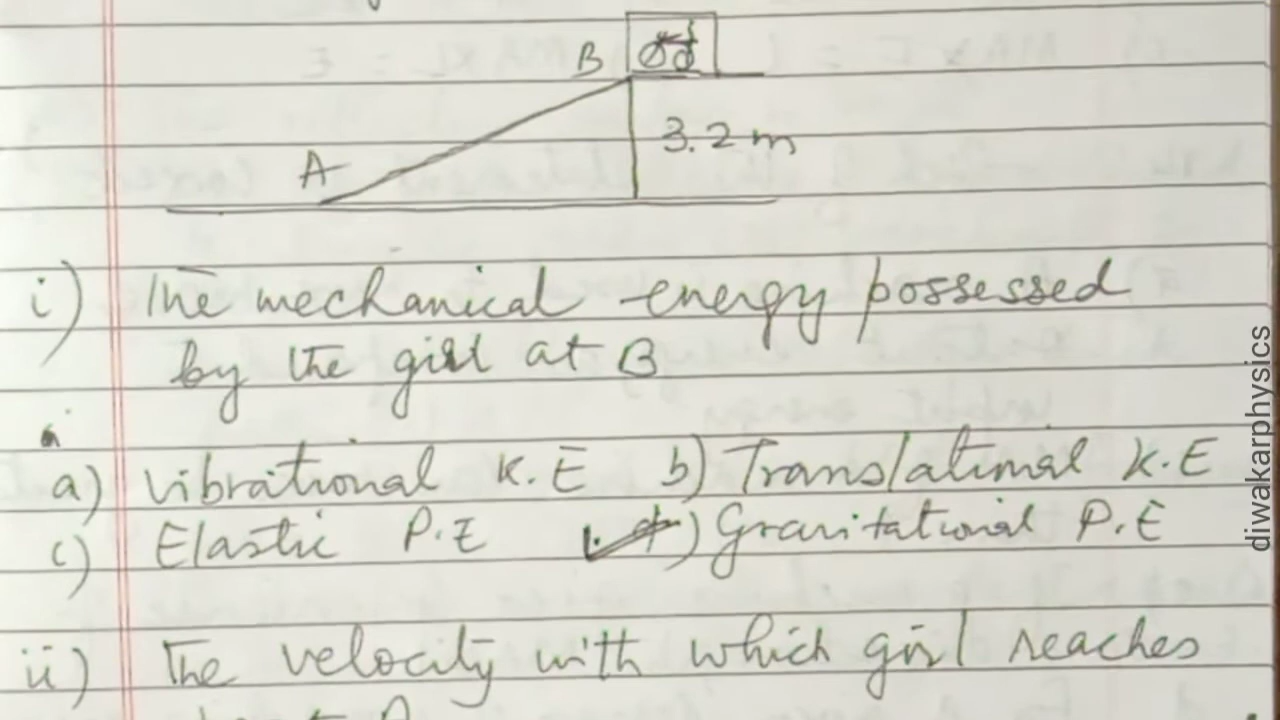 B
A
3.2 m
i) The mechanical energy possessed
by the girl at B
a) Vibrational K.E b) Translational K.E
c) Elastic P.E d) Gravitational P.E
ii) The velocity with which girl reaches
diwakarphysics